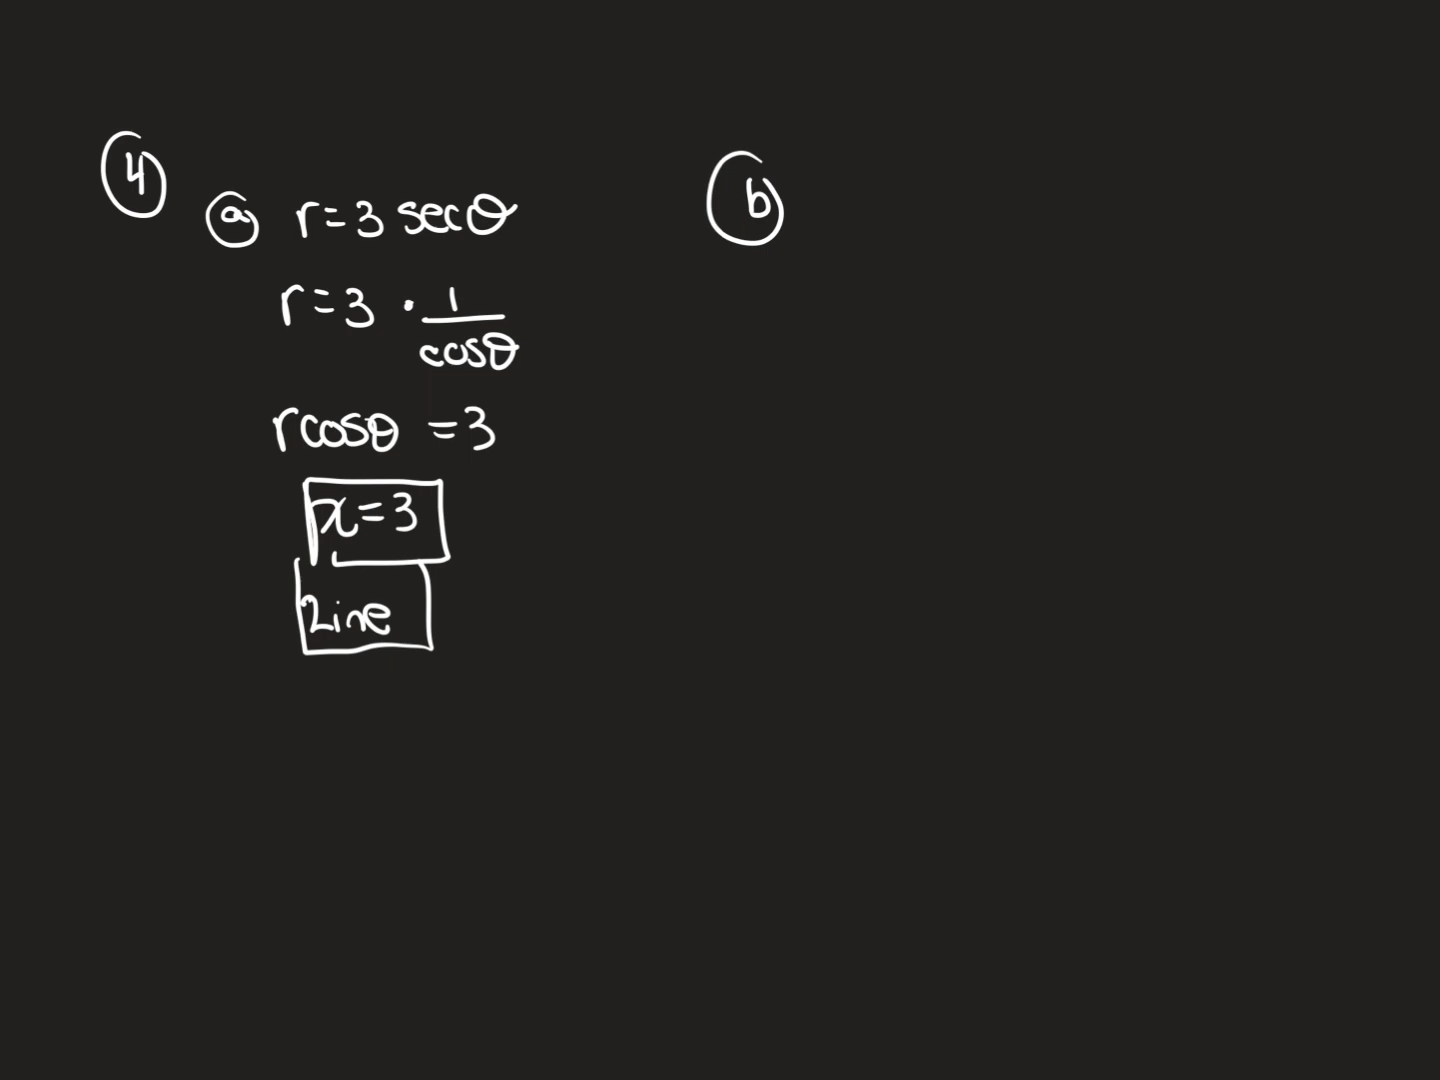 4
a r=3 secθ
r=3 · 1/cosθ
rcosθ =3
x=3
Line
b